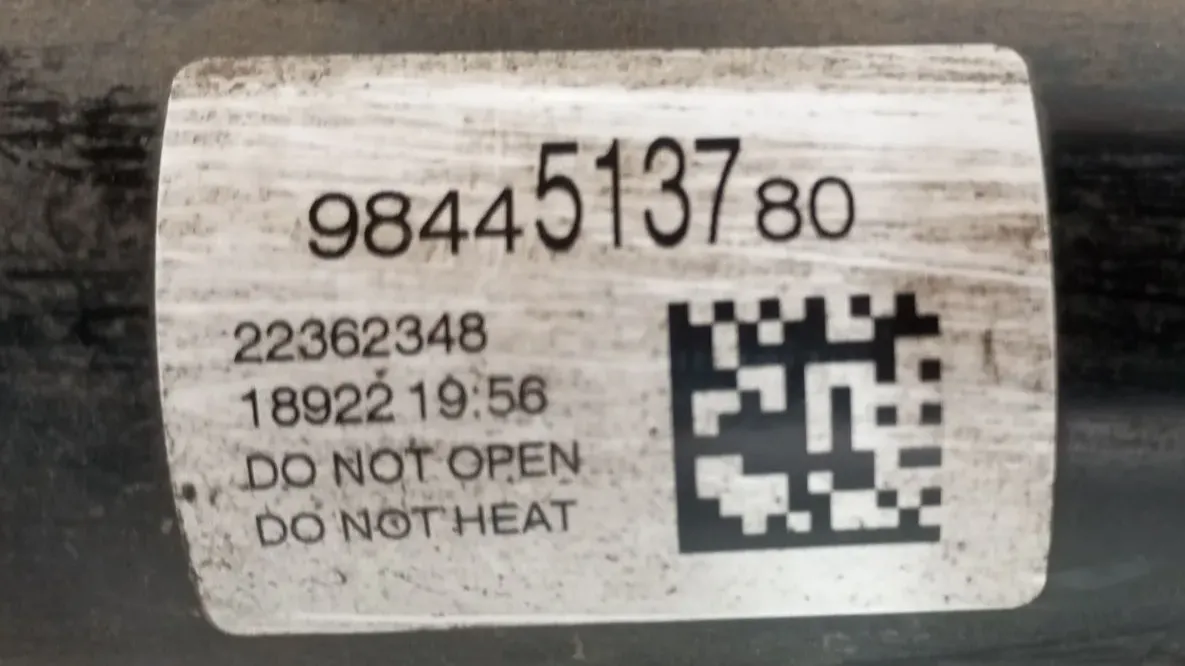 9844513780
22362348
18922 19:56
DO NOT OPEN
DO NOT HEAT